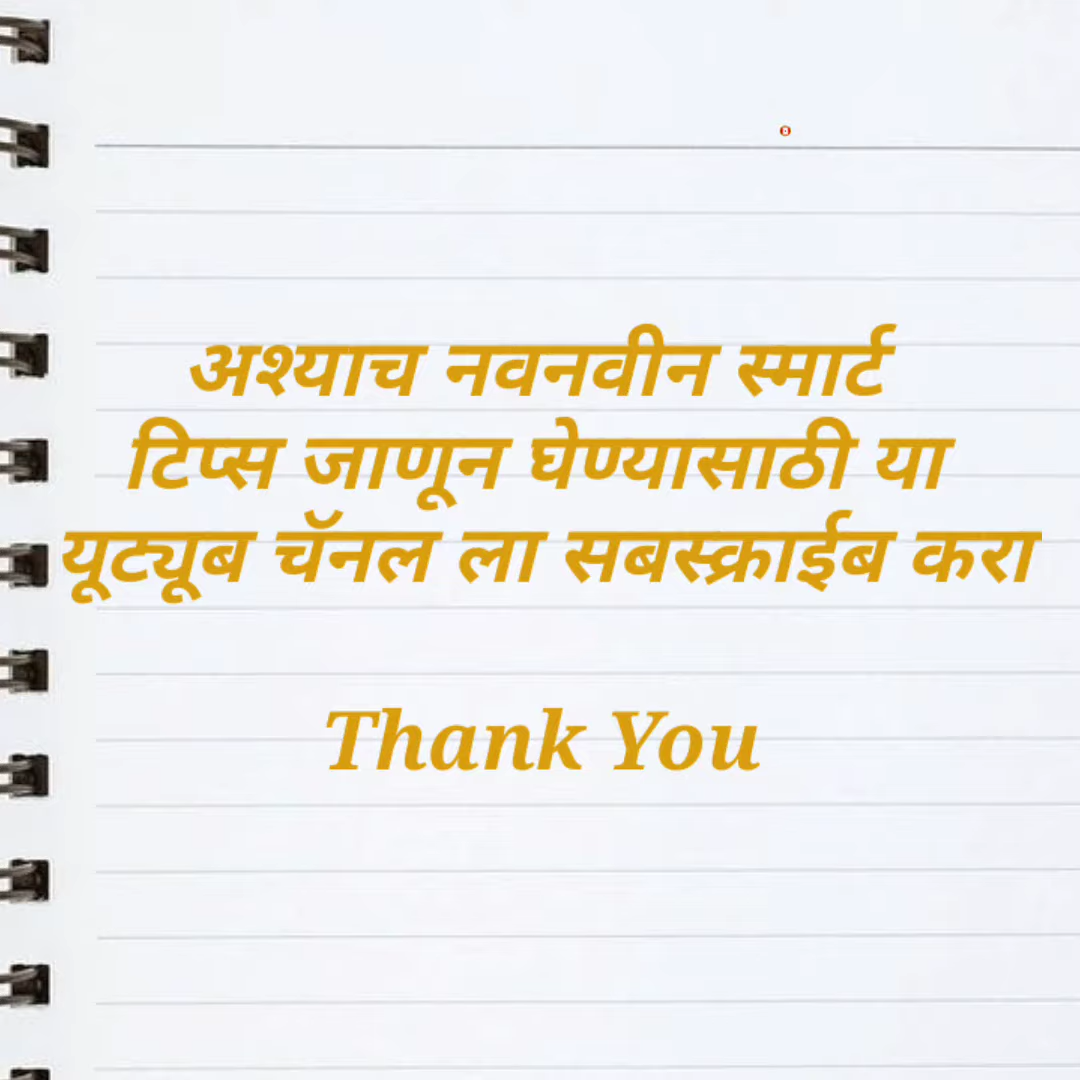 अश्याच नवनवीन स्मार्ट
टिप्स जाणून घेण्यासाठी या
यूट्यूब चॅनल ला सबस्क्राईब करा
Thank You